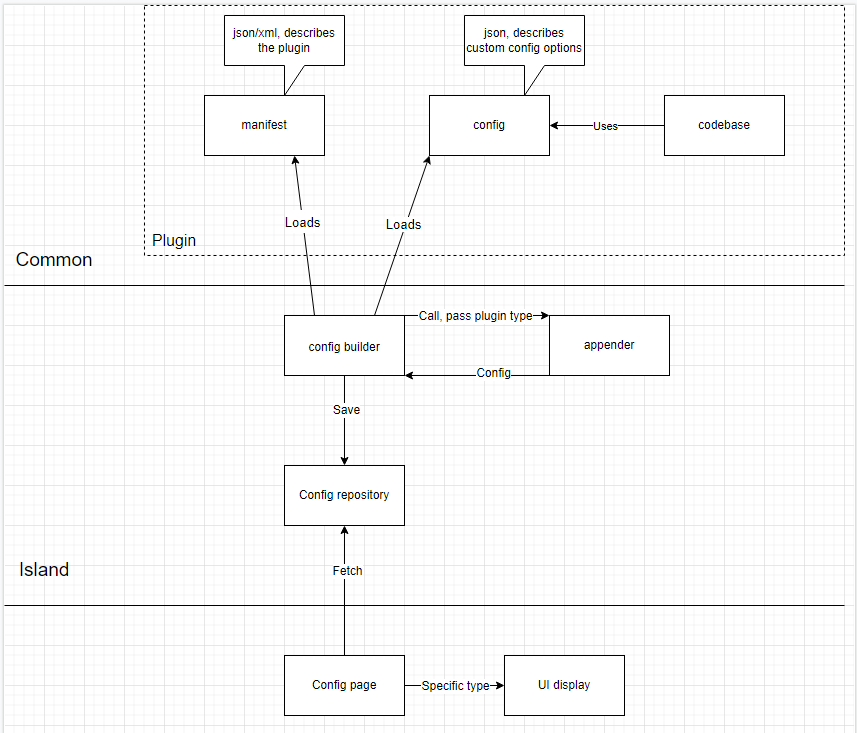 json/xml, describes
the plugin
json, describes
custom config options
manifest
config
Uses
codebase
Loads
Loads
Plugin
Common
Call, pass plugin type
config builder
appender
Config
Save
Config repository
Island
Fetch
Config page
Specific type
UI display